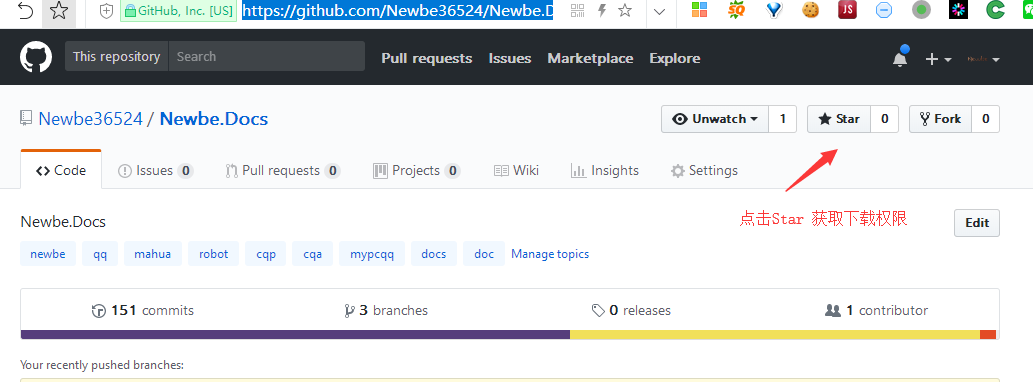 GitHub, Inc. [US] https://github.com/Newbe36524/Newbe.D
This repository Search Pull requests Issues Marketplace Explore
Newbe36524 / Newbe.Docs Unwatch 1 Star 0 Fork 0
Code Issues 0 Pull requests 0 Projects 0 Wiki Insights Settings
点击Star 获取下载权限
Newbe.Docs Edit
newbe qq mahua robot cqp cqa mypcqq docs doc Manage topics
151 commits 3 branches 0 releases 1 contributor
Your recently pushed branches: